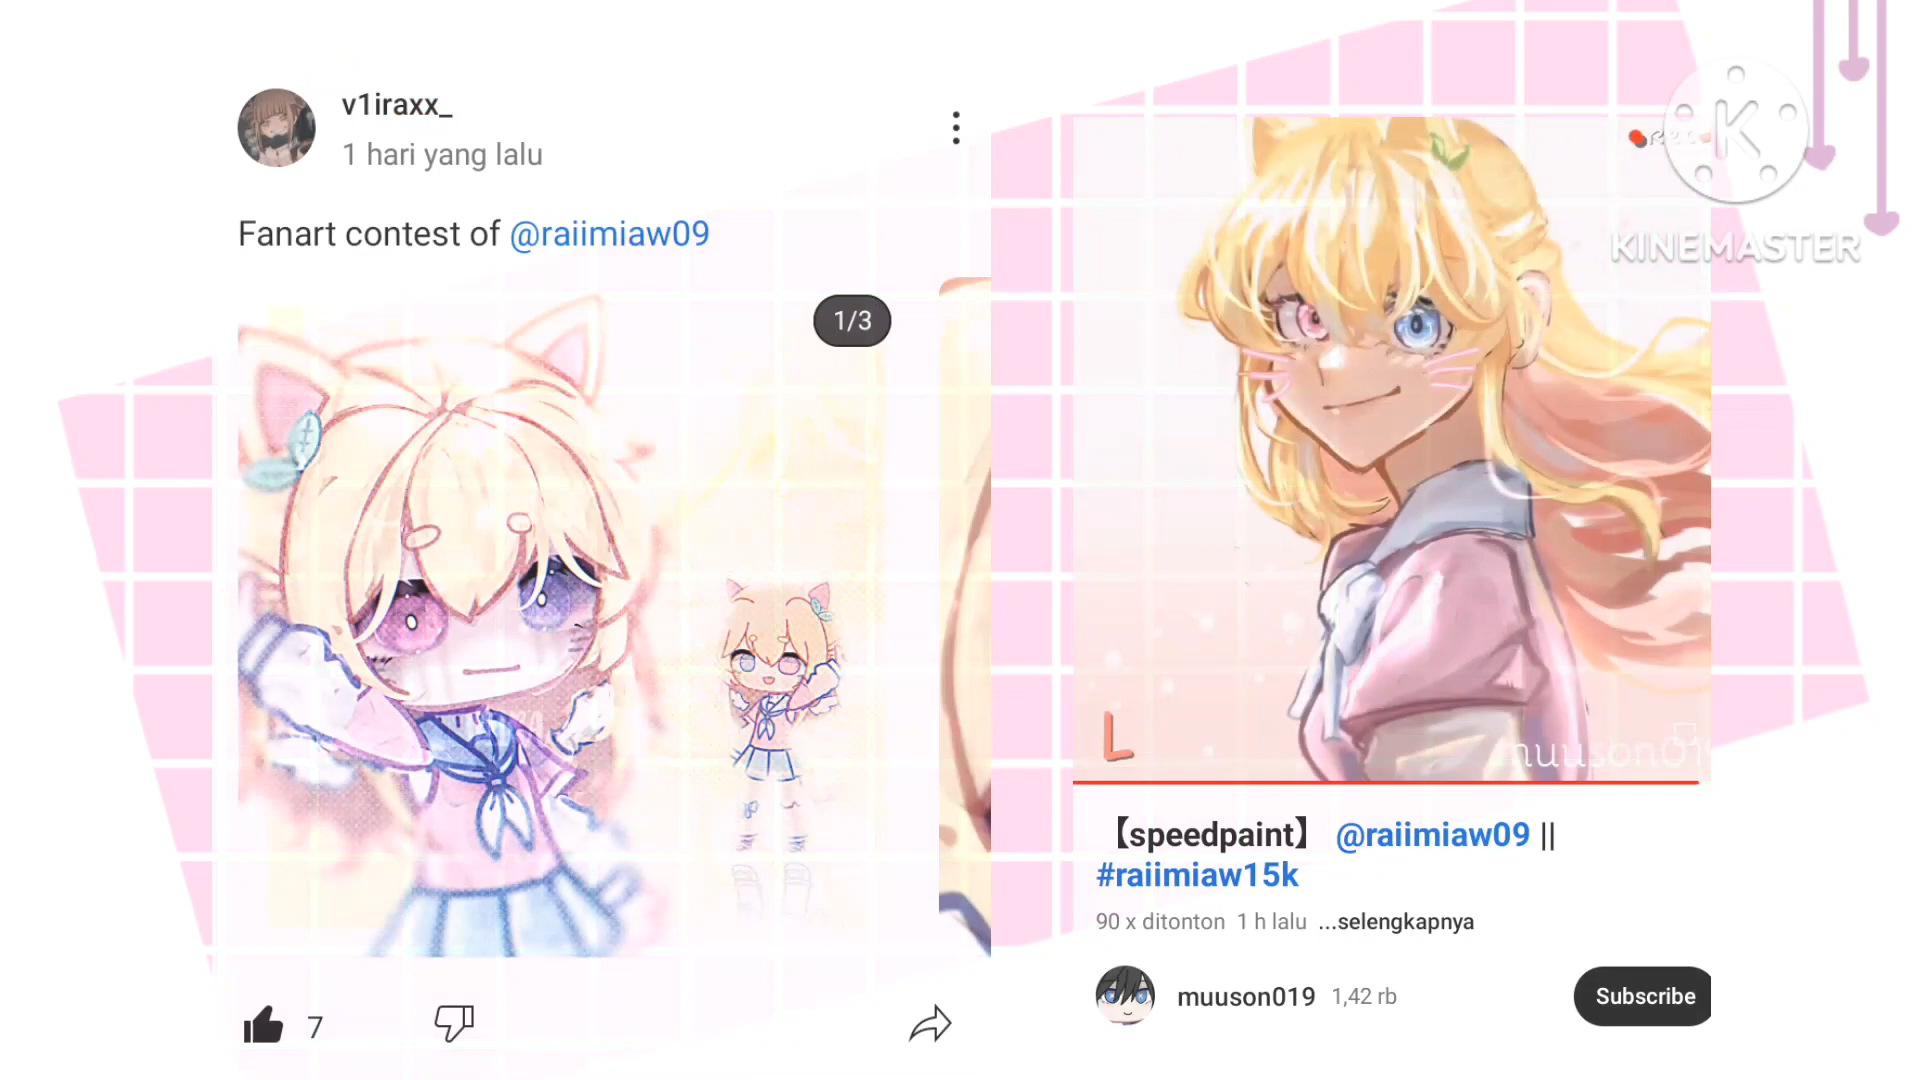 v1iraxx_
1 hari yang lalu
Fanart contest of @raiimiaw09
1/3
7
K
KINEMASTER
L
muuson019
【speedpaint】 @raiimiaw09 ||
#raiimiaw15k
90 x ditonton 1 h lalu ...selengkapnya
muuson019 1,42 rb
Subscribe